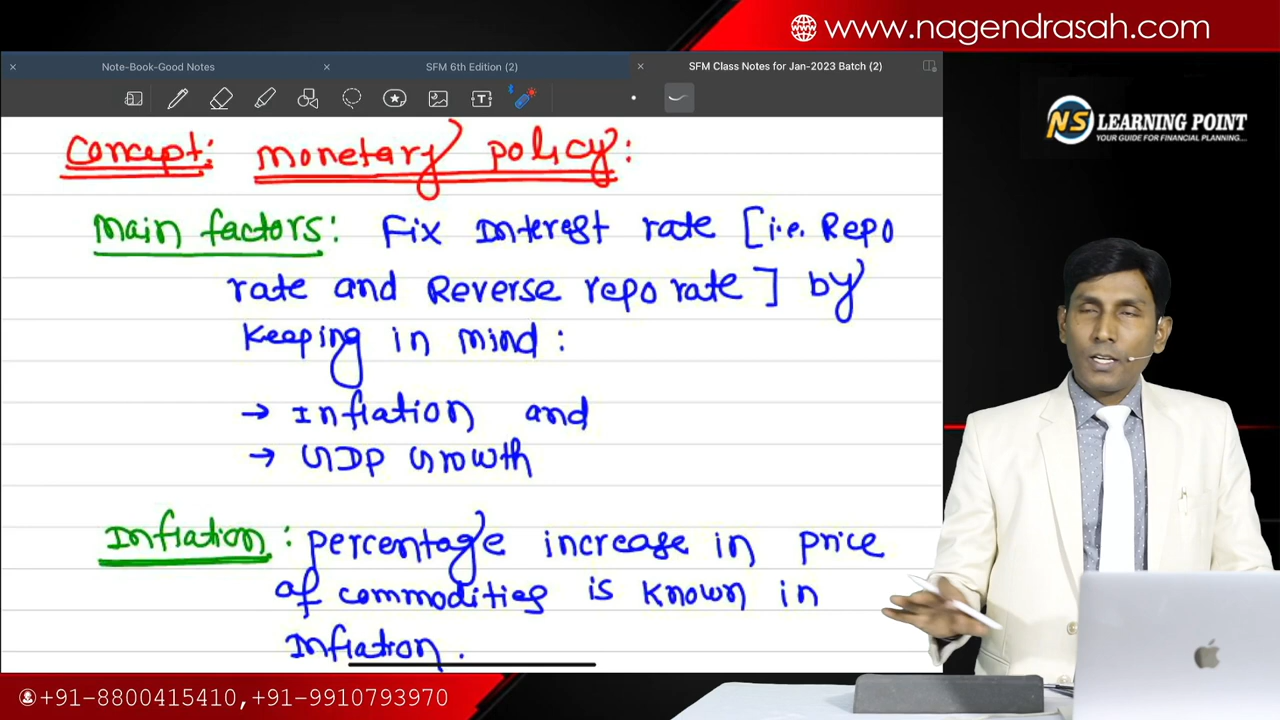 www.nagendrasah.com
Note-Book-Good Notes
SFM 6th Edition (2)
SFM Class Notes for Jan-2023 Batch (2)
NS LEARNING POINT
YOUR GUIDE FOR FINANCIAL PLANNING....
Concept: Monetary policy:
Main factors: Fix Interest rate [i.e. Repo
rate and Reverse repo rate] by
Keeping in mind:
→ Inflation and
→ GDP Growth
Inflation: percentage increase in price
of commodities is known in
Inflation.
+91-8800415410,+91-9910793970